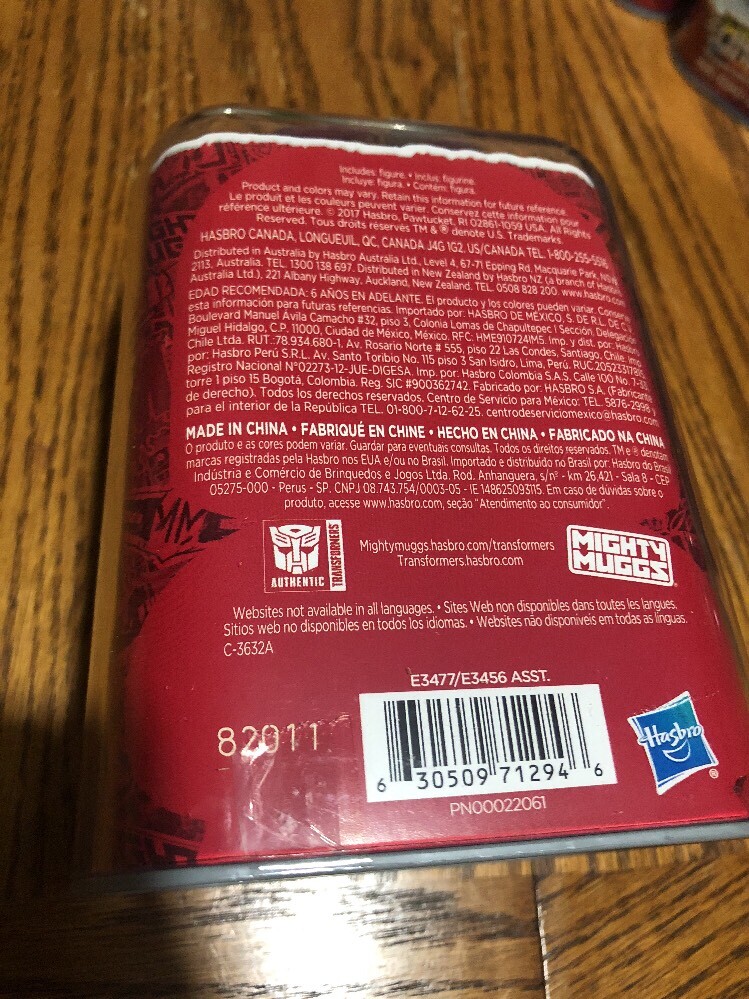 Includes: figure. • Inclus: figurine.
Incluye: figura. • Contém: figura.
Product and colors may vary. Retain this information for future reference.
Le produit et les couleurs peuvent varier. Conservez cette information pour
référence ultérieure. © 2017 Hasbro, Pawtucket, RI 02861-1059 USA. All Rights
Reserved. Tous droits réservés TM & ® denote U.S. Trademarks.
HASBRO CANADA, LONGUEUIL, QC, CANADA J4G 1G2. US/CANADA TEL. 1-800-255-5516.
Distributed in Australia by Hasbro Australia Ltd., Level 4, 67-71 Epping Rd, Macquarie Park, NSW
2113, Australia. TEL. 1300 138 697. Distributed in New Zealand by Hasbro NZ (a branch of Hasbro
Australia Ltd.), 221 Albany Highway, Auckland, New Zealand. TEL. 0508 828 200. www.hasbro.com
EDAD RECOMENDADA: 6 AÑOS EN ADELANTE. El producto y los colores pueden variar. Conserve
esta información para futuras referencias. Importado por: HASBRO DE MÉXICO, S. DE R.L. DE C.V.
Boulevard Manuel Ávila Camacho #32, piso 3, Colonia Lomas de Chapultepec I Sección, Delegación
Miguel Hidalgo, C.P. 11000, Ciudad de México, México. RFC: HME910724IM5. Imp. y dist. por: Hasbro
Chile Ltda. RUT.:78.934.680-1, Av. Rosario Norte # 555, piso 22 Las Condes, Santiago, Chile. Imp.
por: Hasbro Perú S.R.L. Av. Santo Toribio No. 115 piso 3 San Isidro, Lima, Perú. RUC:
Registro Nacional N°02273-12-JUE-DIGESA. Imp. por: Hasbro Colombia S.A.S. Calle 100 No. 7-33,
torre 1 piso 15 Bogotá, Colombia. Reg. SIC #900362742. Fabricado por: HASBRO S.A. (Fabricante
de derecho). Todos los derechos reservados. Centro de Servicio para México: TEL. 5876-2998 y
para el interior de la República TEL. 01-800-7-12-62-25. centrodeserviciomexico@hasbro.com
MADE IN CHINA • FABRIQUÉ EN CHINE • HECHO EN CHINA • FABRICADO NA CHINA
O produto e as cores podem variar. Guardar para eventuais consultas. Todos os direitos reservados. TM e ® denotam
marcas registradas pela Hasbro nos EUA e/ou no Brasil. Importado e distribuído no Brasil por: Hasbro do Brasil
Indústria e Comércio de Brinquedos e Jogos Ltda. Rod. Anhanguera, s/nº - km 26,421 - Sala 8 - CEP
05275-000 - Perus - SP. CNPJ 08.743.754/0003-05 - IE 148625093115. Em caso de dúvidas sobre o
produto, acesse www.hasbro.com, seção "Atendimento ao consumidor".
AUTHENTIC
TRANSFORMERS
Mightymuggs.hasbro.com/transformers
Transformers.hasbro.com
MIGHTY
MUGGS
Websites not available in all languages. • Sites Web non disponibles dans toutes les langues.
Sitios web no disponibles en todos los idiomas. • Websites não disponíveis em todas as línguas.
C-3632A
E3477/E3456 ASST.
82011
6 30509 71294 6
PN00022061
Hasbro